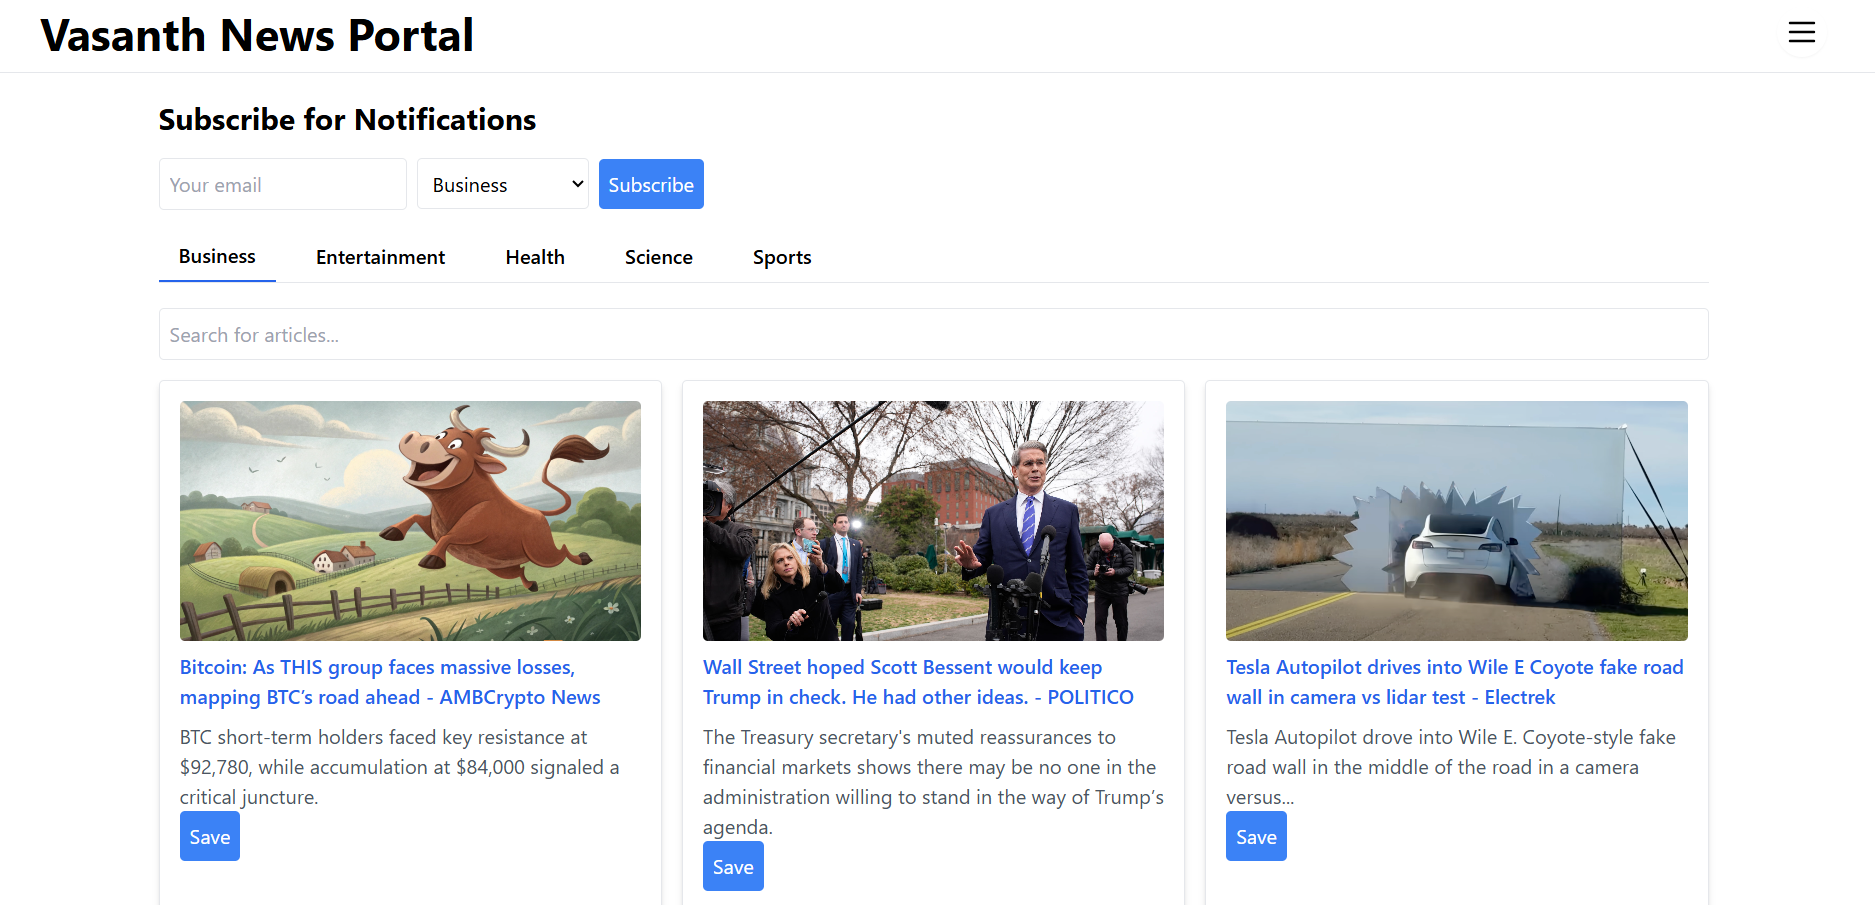 Vasanth News Portal
Subscribe for Notifications
Your email
Business
Subscribe
Business
Entertainment
Health
Science
Sports
Search for articles...
Bitcoin: As THIS group faces massive losses,
mapping BTC’s road ahead - AMBCrypto News
BTC short-term holders faced key resistance at
$92,780, while accumulation at $84,000 signaled a
critical juncture.
Save
Wall Street hoped Scott Bessent would keep
Trump in check. He had other ideas. - POLITICO
The Treasury secretary's muted reassurances to
financial markets shows there may be no one in the
administration willing to stand in the way of Trump’s
agenda.
Save
Tesla Autopilot drives into Wile E Coyote fake road
wall in camera vs lidar test - Electrek
Tesla Autopilot drove into Wile E. Coyote-style fake
road wall in the middle of the road in a camera
versus...
Save